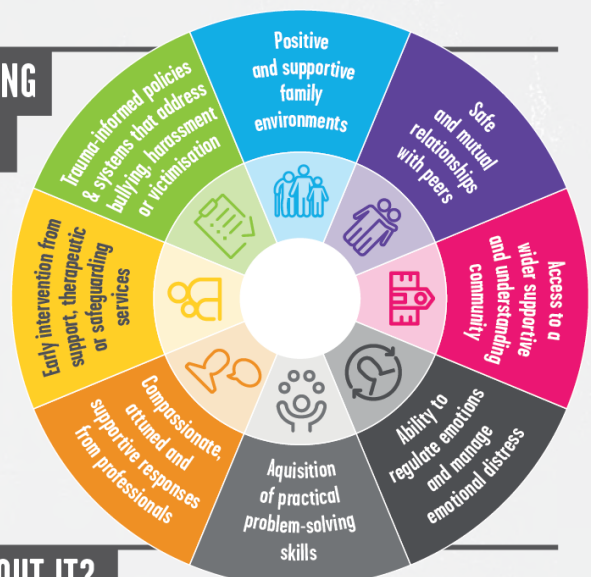 NG
Positive
and supportive
family
environments
Safe
and mutual
relationships
with peers
Access to a
wider supportive
and understanding
community
Ability to
regulate emotions
and manage
emotional distress
Aquisition
of practical
problem-solving
skills
Compassionate,
attuned and
supportive responses
from professionals
Early intervention from
support, therapeutic
or safeguarding
services
Trauma-informed policies
& systems that address
bullying, harassment
or victimisation
OUT IT?